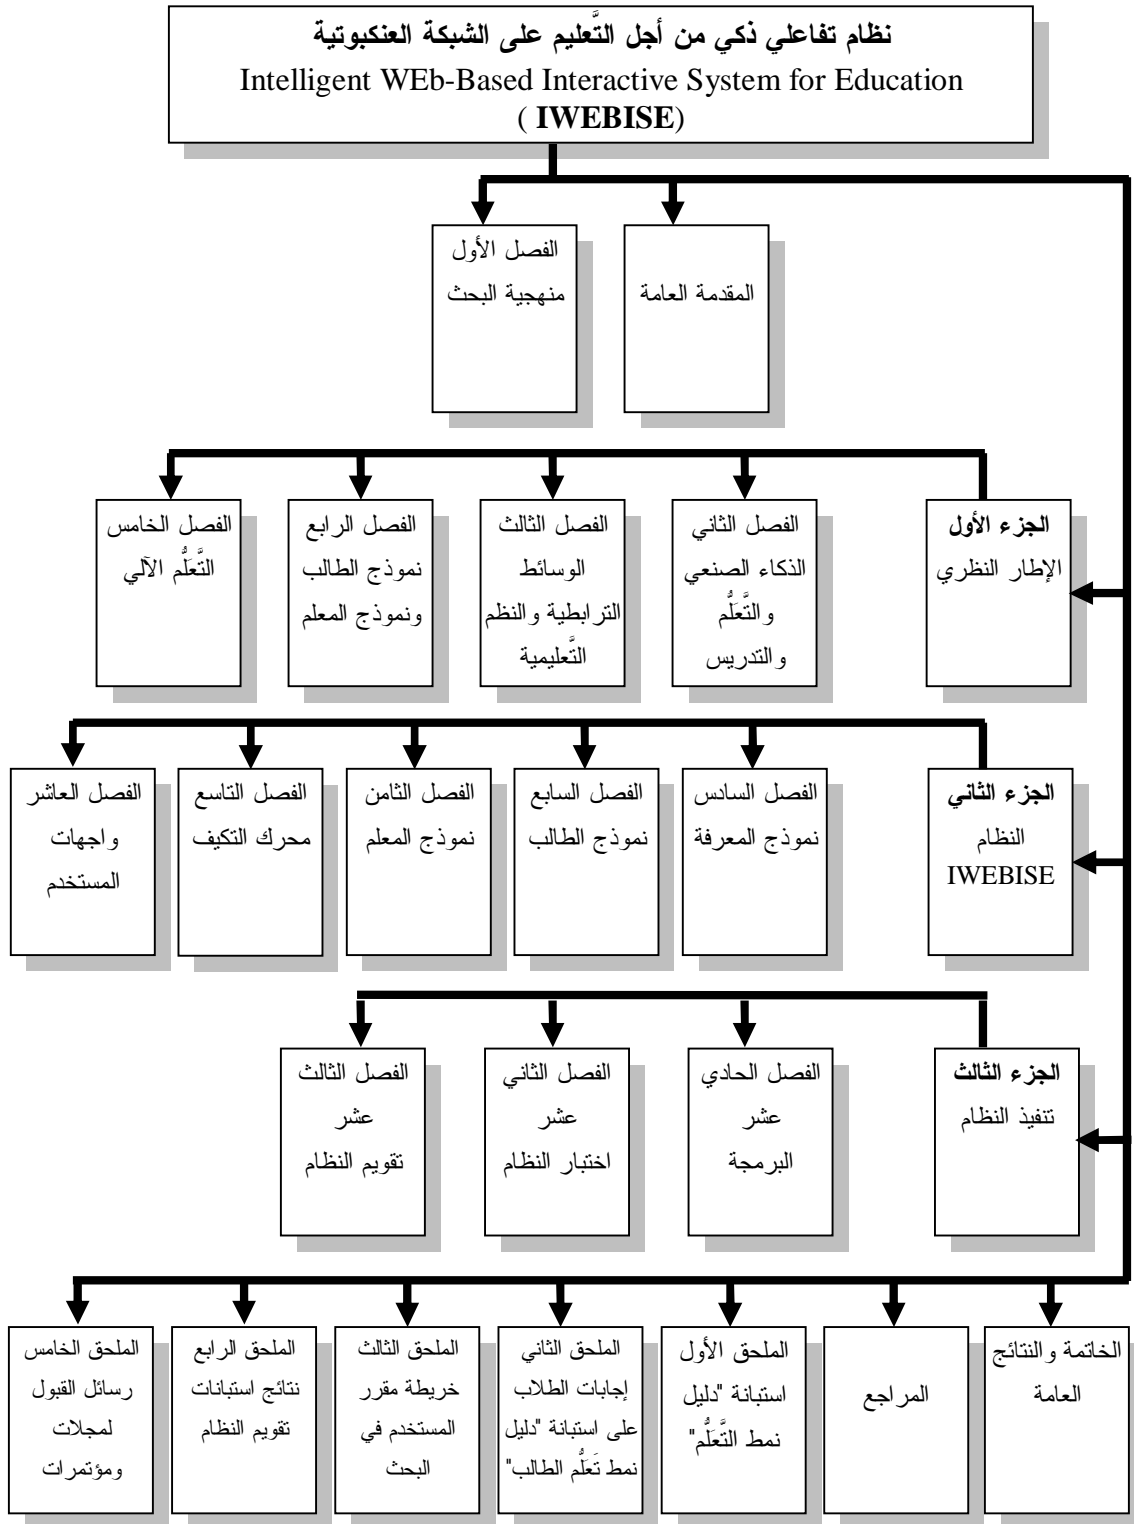 نظام تفاعلي ذكي من أجل التَّعليم على الشبكة العنكبوتية
Intelligent WEb-Based Interactive System for Education
( IWEBISE)
المقدمة العامة
الفصل الأول
منهجية البحث
الجزء الأول
الإطار النظري
الفصل الثاني
الذكاء الصنعي
والتَّعَلُّم
والتدريس
الفصل الثالث
الوسائط
الترابطية والنظم
التَّعليمية
الفصل الرابع
نموذج الطالب
ونموذج المعلم
الفصل الخامس
التَّعَلُّم الآلي
الجزء الثاني
النظام
IWEBISE
الفصل السادس
نموذج المعرفة
الفصل السابع
نموذج الطالب
الفصل الثامن
نموذج المعلم
الفصل التاسع
محرك التكيف
الفصل العاشر
واجهات
المستخدم
الجزء الثالث
تنفيذ النظام
الفصل الحادي
عشر
البرمجة
الفصل الثاني
عشر
اختبار النظام
الفصل الثالث
عشر
تقويم النظام
الخاتمة والنتائج
العامة
المراجع
الملحق الأول
استبانة "دليل
نمط التَّعَلُّم"
الملحق الثاني
إجابات الطلاب
على استبانة "دليل
نمط تَعَلُّم الطالب"
الملحق الثالث
خريطة مقرر
المستخدم في
البحث
الملحق الرابع
نتائج استبانات
تقويم النظام
الملحق الخامس
رسائل القبول
لمجلات
ومؤتمرات